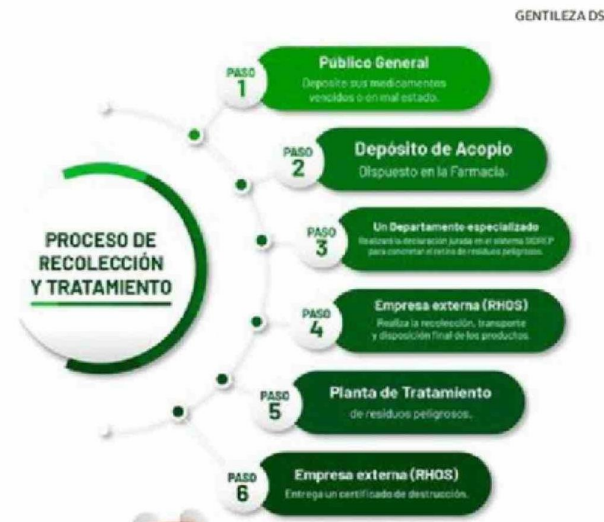 GENTILEZA DS
PROCESO DE
RECOLECCIÓN
Y TRATAMIENTO
PASO
1
Público General
Deposite sus medicamentos
vencidos o en mal estado.
PASO
2
Depósito de Acopio
Dispuesto en la Farmacia.
PASO
3
Un Departamento especializado
Realizará la declaración jurada en el sistema SIDREP
para concretar el retiro de residuos peligrosos.
PASO
4
Empresa externa (RHOS)
Realiza la recolección, transporte
y disposición final de los productos
PASO
5
Planta de Tratamiento
de residuos peligrosos.
PASO
6
Empresa externa (RHOS)
Entrega un certificado de destrucción.